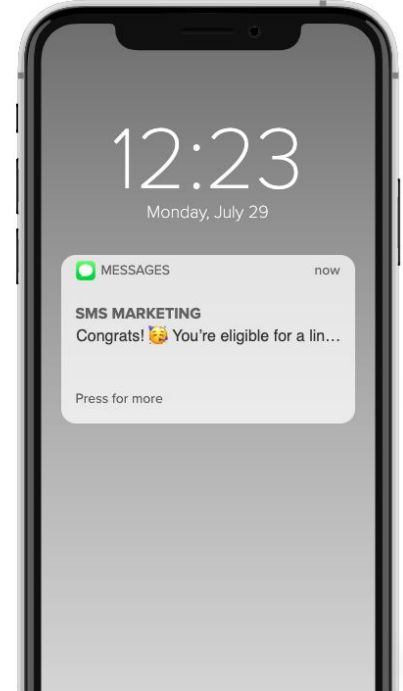 12:23
Monday, July 29
MESSAGES now
SMS MARKETING
Congrats! 🥳 You're eligible for a lin...
Press for more